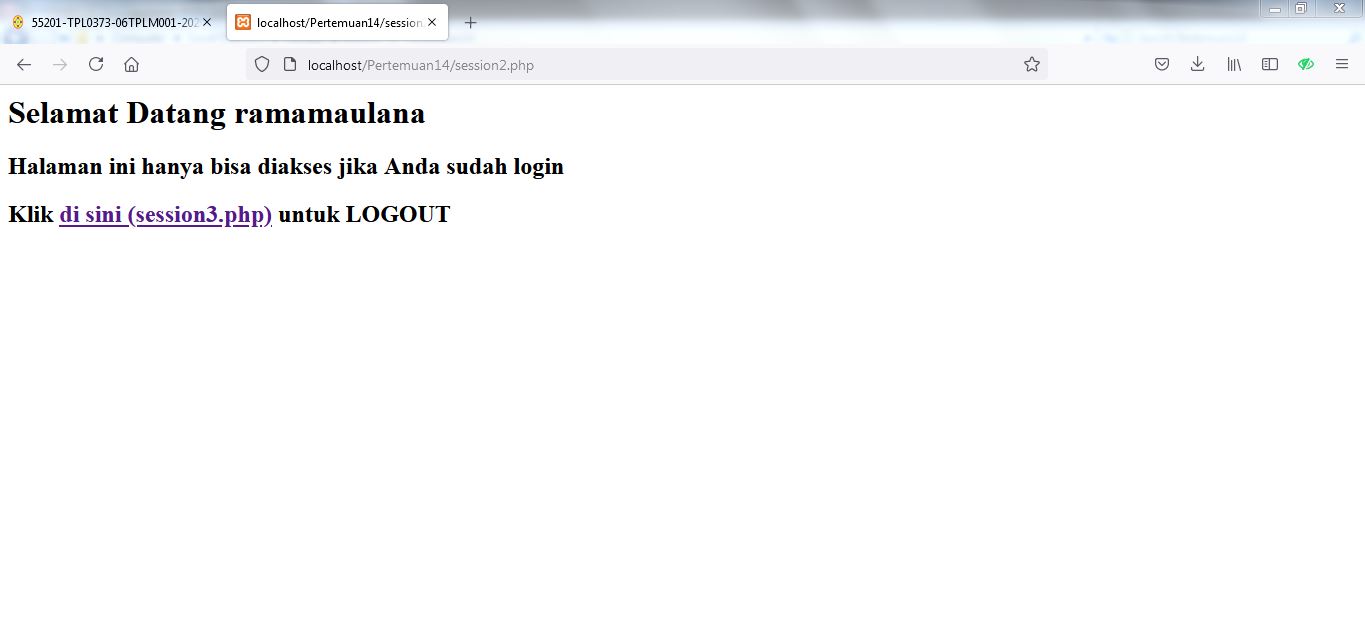 55201-TPL0373-06TPLM001-202
localhost/Pertemuan14/session
localhost/Pertemuan14/session2.php
Selamat Datang ramamaulana
Halaman ini hanya bisa diakses jika Anda sudah login
Klik di sini (session3.php) untuk LOGOUT